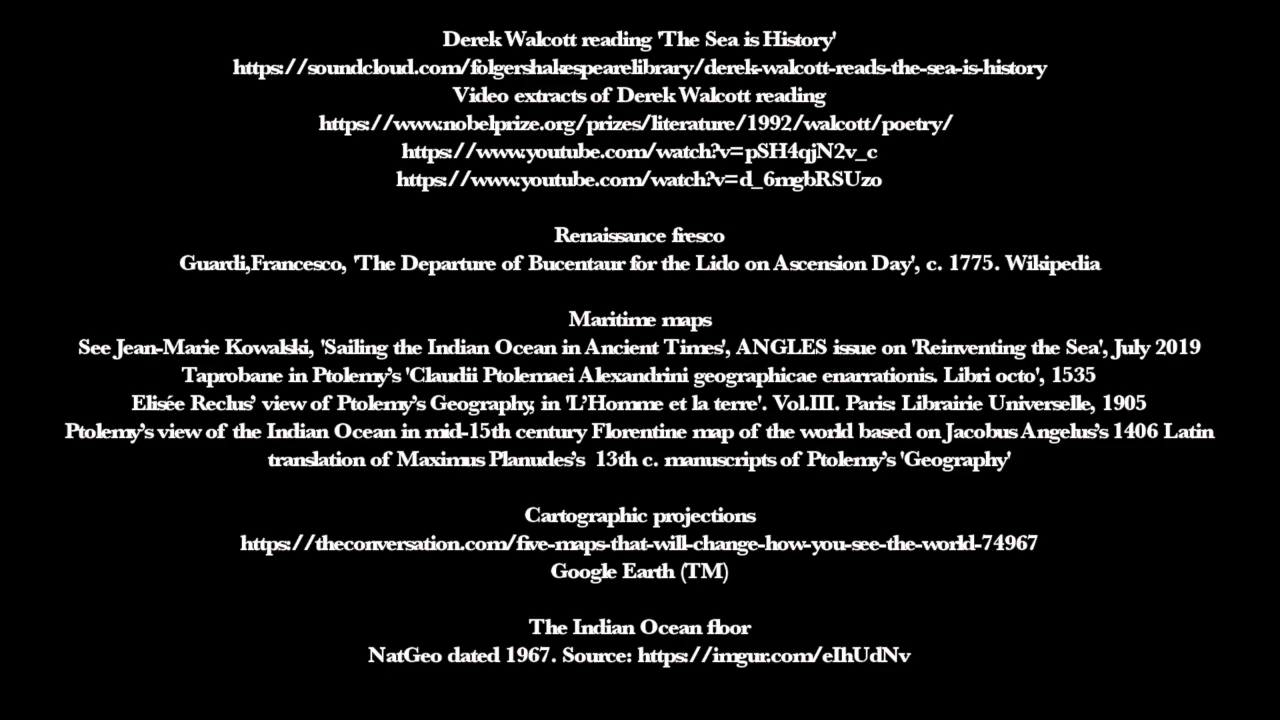 Derek Walcott reading 'The Sea is History'
https://soundcloud.com/folgershakespearelibrary/derek-walcott-reads-the-sea-is-history
Video extracts of Derek Walcott reading
https://www.nobelprize.org/prizes/literature/1992/walcott/poetry/
https://www.youtube.com/watch?v=pSH4qjN2v_c
https://www.youtube.com/watch?v=d_6mgbRSUzo
Renaissance fresco
Guardi,Francesco, 'The Departure of Bucentaur for the Lido on Ascension Day', c. 1775. Wikipedia
Maritime maps
See Jean-Marie Kowalski, 'Sailing the Indian Ocean in Ancient Times', ANGLES issue on 'Reinventing the Sea', July 2019
Taprobane in Ptolemy's 'Claudii Ptolemaei Alexandrini geographicae enarrationis. Libri octo', 1535
Elisée Reclus’ view of Ptolemy’s Geography, in 'L’Homme et la terre'. Vol.III. Paris: Librairie Universelle, 1905
Ptolemy’s view of the Indian Ocean in mid-15th century Florentine map of the world based on Jacobus Angelus’s 1406 Latin
translation of Maximus Planudes’s 13th c. manuscripts of Ptolemy’s 'Geography'
Cartographic projections
https://theconversation.com/five-maps-that-will-change-how-you-see-the-world-74967
Google Earth (TM)
The Indian Ocean floor
NatGeo dated 1967. Source: https://imgur.com/eIhUdNv